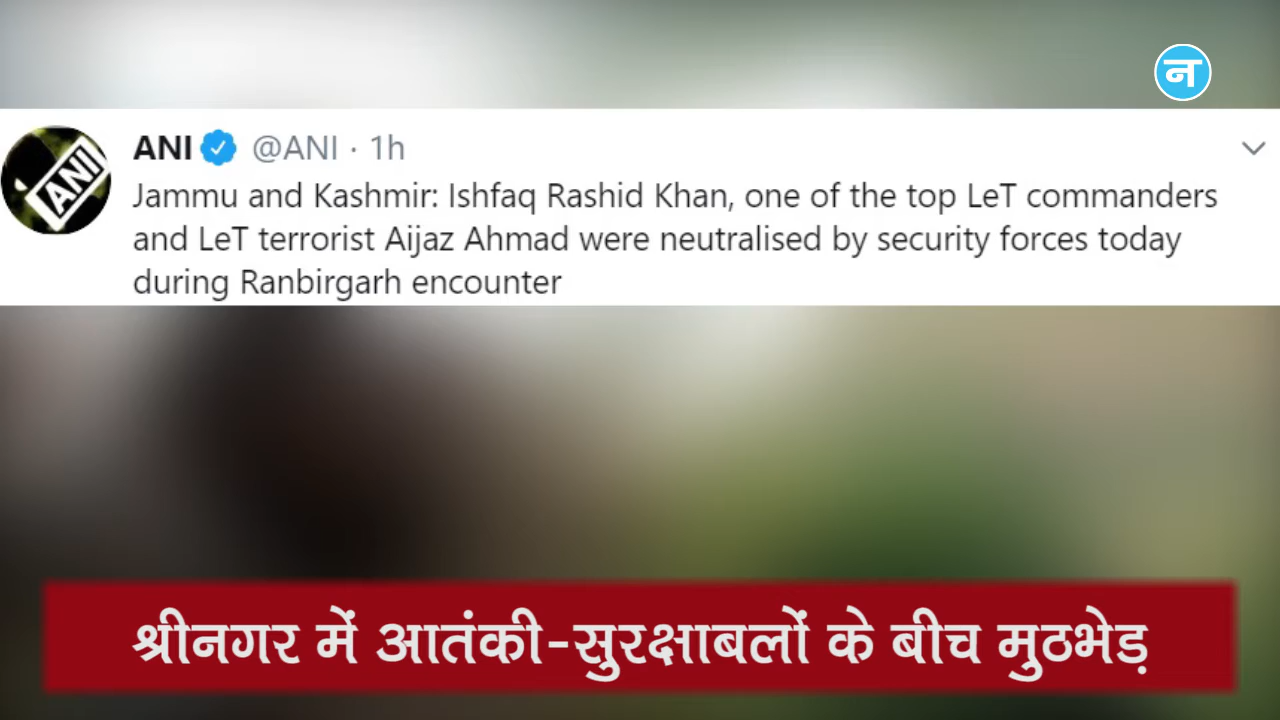 न
ANI @ANI · 1h
ANI
Jammu and Kashmir: Ishfaq Rashid Khan, one of the top LeT commanders
and LeT terrorist Aijaz Ahmad were neutralised by security forces today
during Ranbirgarh encounter
श्रीनगर में आतंकी-सुरक्षाबलों के बीच मुठभेड़